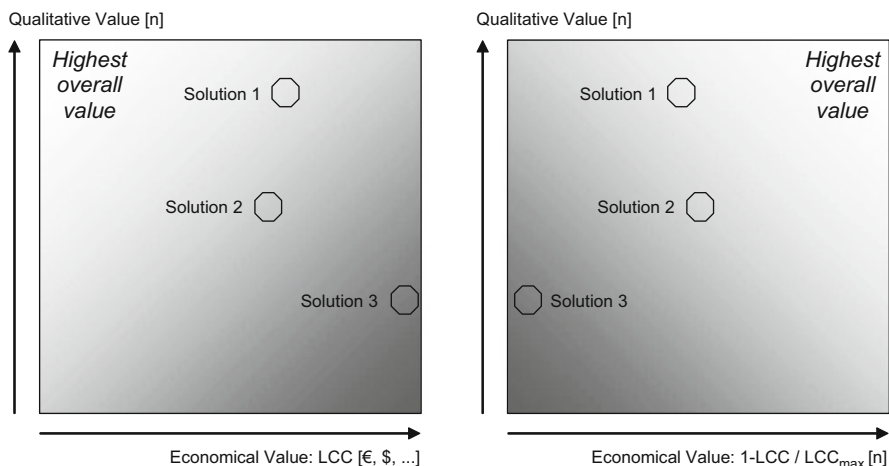 Qualitative Value [n]
Highest
overall
value
Solution 1
Solution 2
Solution 3
Economical Value: LCC [€, $, ...]
Qualitative Value [n]
Highest
overall
value
Solution 1
Solution 2
Solution 3
Economical Value: 1-LCC / LCCmax [n]